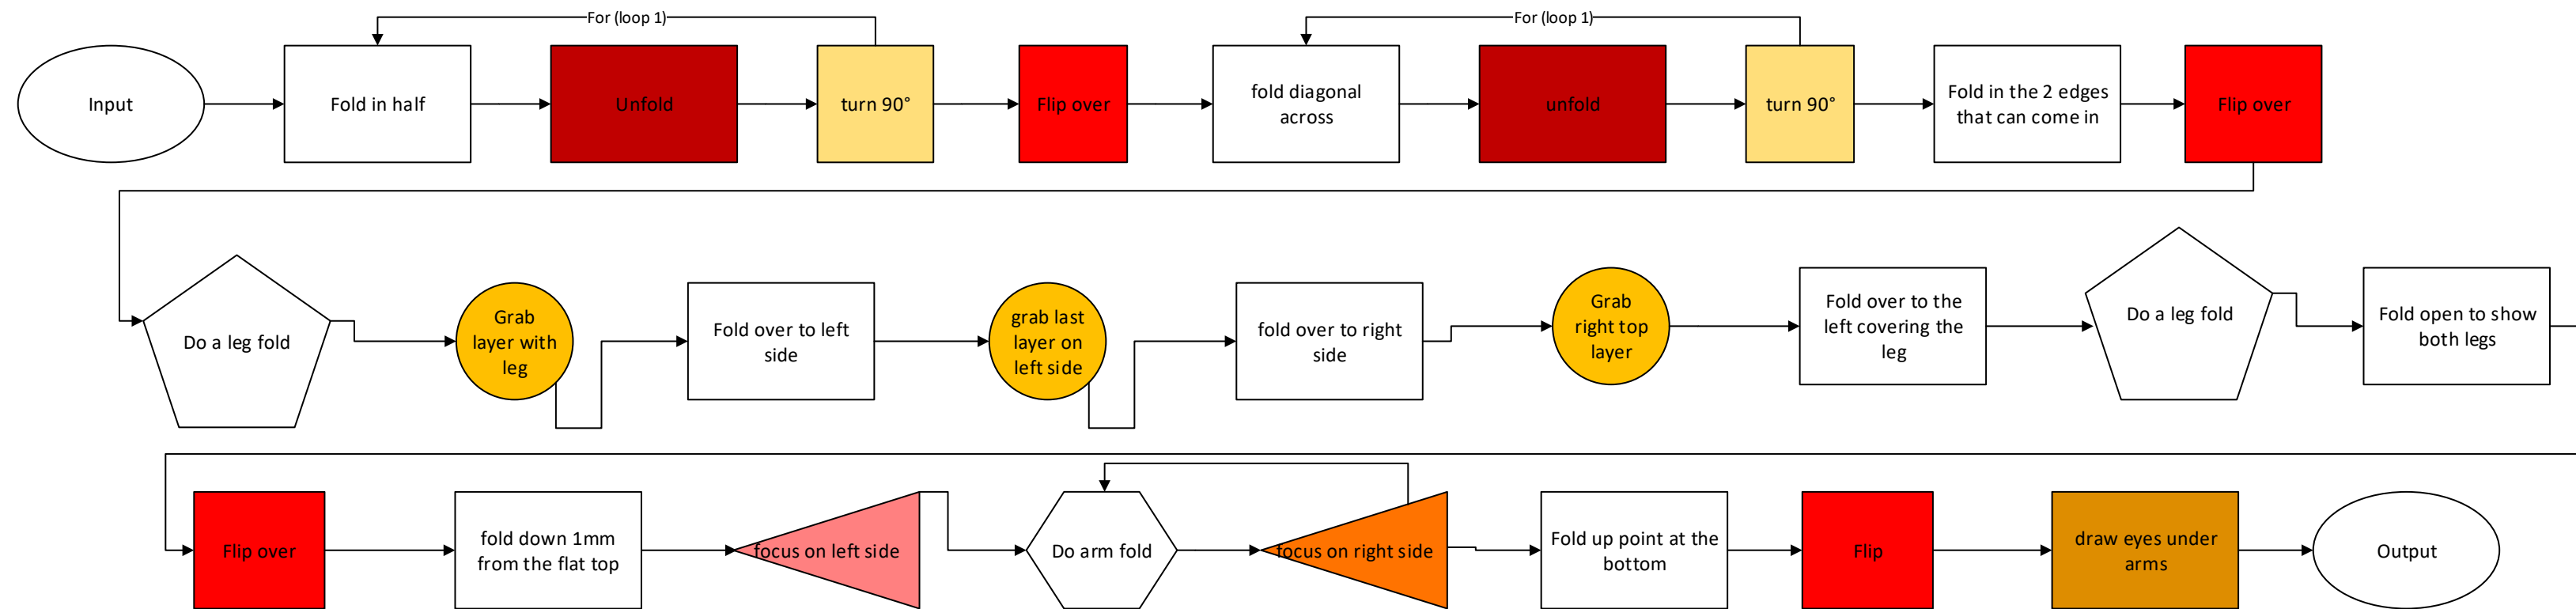 For (loop 1)
For (loop 1)
Input
Fold in half
Unfold
turn 90°
Flip over
fold diagonal
across
unfold
turn 90°
Fold in the 2 edges
that can come in
Flip over
Do a leg fold
Grab
layer with
leg
Fold over to left
side
grab last
layer on
left side
fold over to right
side
Grab
right top
layer
Fold over to the
left covering the
leg
Do a leg fold
Fold open to show
both legs
Flip over
fold down 1mm
from the flat top
focus on left side
Do arm fold
focus on right side
Fold up point at the
bottom
Flip
draw eyes under
arms
Output